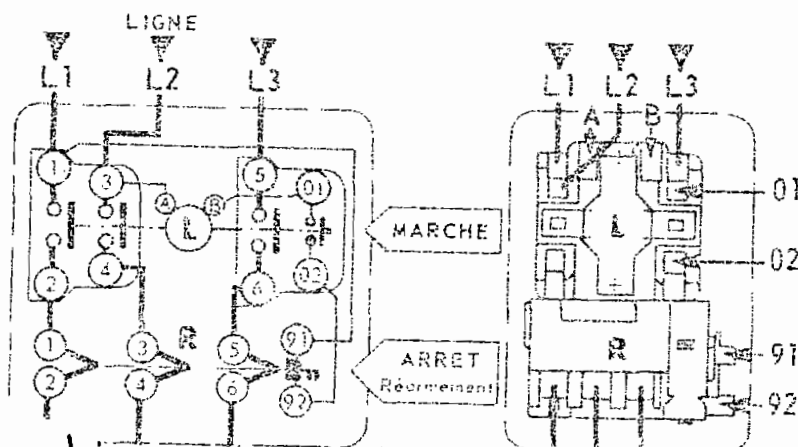 LIGNE
L1 L2 L3
L1 L2 L3
A B
1 3 5 01
01
A B
L
MARCHE
L
4 02
02
2 6
1 3 R 5 91
R
91
ARRET
2 4 6 92
Réarmement
92